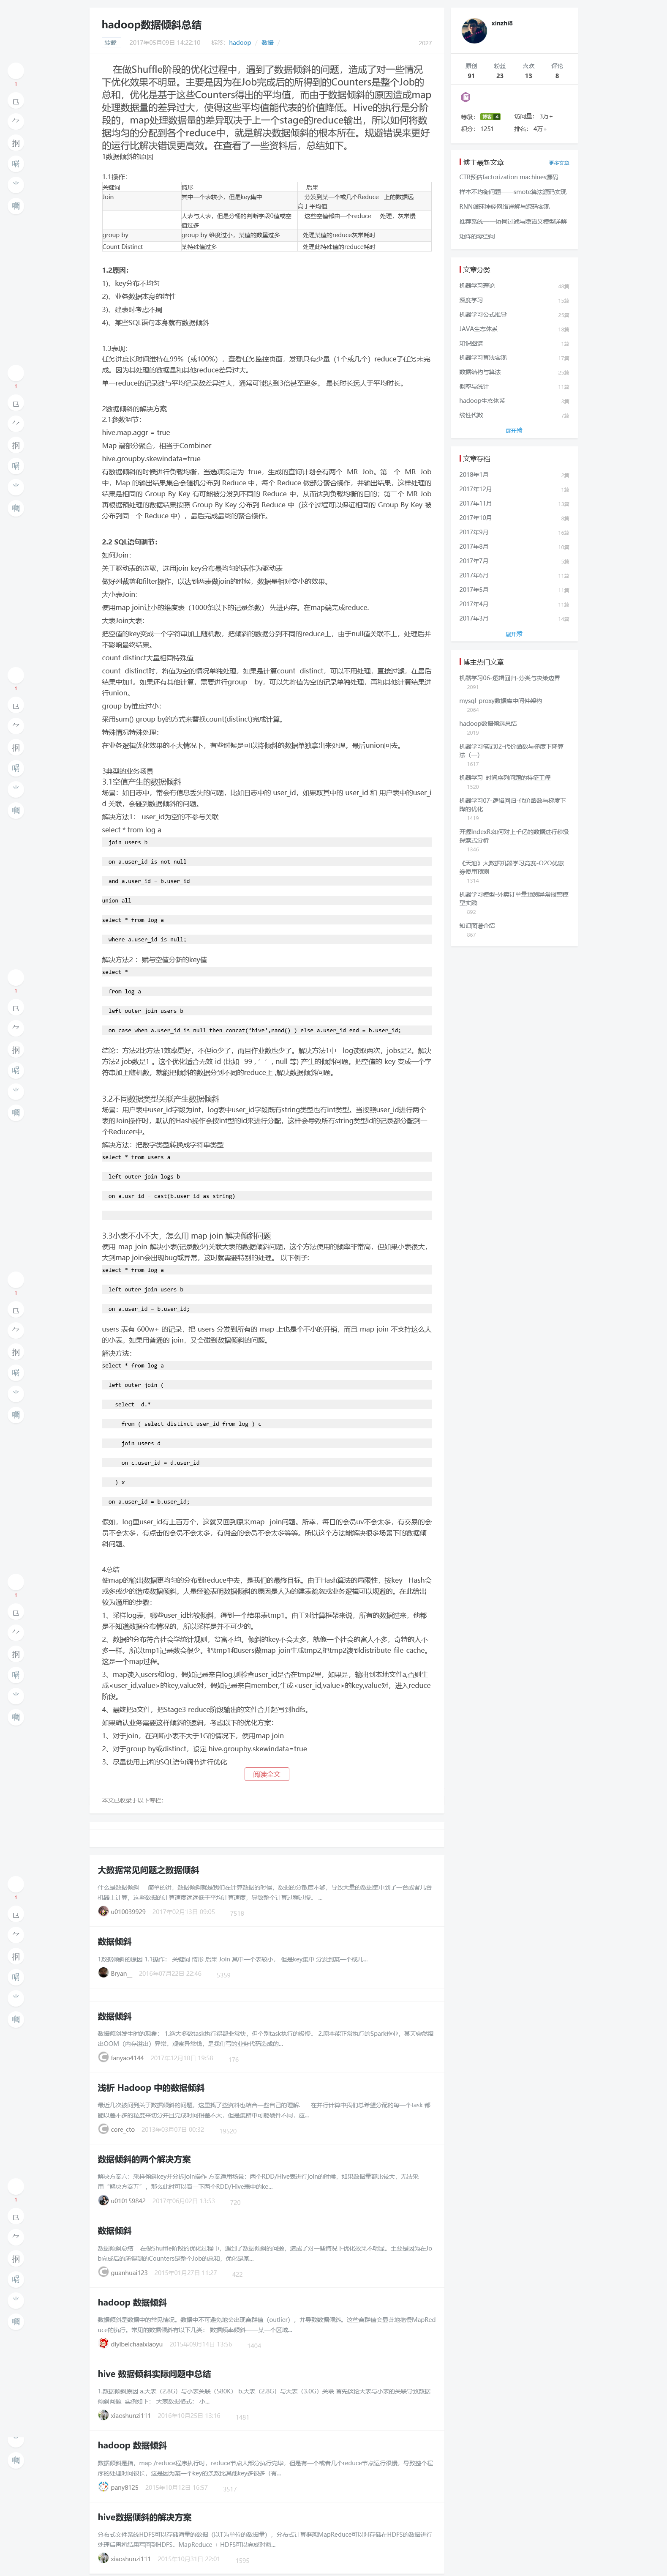 hadoop数据倾斜总结
转载 2017年05月09日 14:22:10 标签: hadoop / 数据 2027
在做Shuffle阶段的优化过程中，遇到了数据倾斜的问题，造成了对一些情况
下优化效果不明显。主要是因为在Job完成后的所得到的Counters是整个Job的
总和，优化是基于这些Counters得出的平均值，而由于数据倾斜的原因造成map
处理数据量的差异过大，使得这些平均值能代表的价值降低。Hive的执行是分阶
段的，map处理数据量的差异取决于上一个stage的reduce输出，所以如何将数
据均匀的分配到各个reduce中，就是解决数据倾斜的根本所在。规避错误来更好
的运行比解决错误更高效。在查看了一些资料后，总结如下。
1数据倾斜的原因
1.1操作：
关键词 情形 后果
Join 其中一个表较小，但是key集中 分发到某一个或几个Reduce上的数据远
高于平均值
大表与大表，但是分桶的判断字段0值或空
值过多 这些空值都由一个reduce 处理，灰常慢
group by group by 维度过小，某值的数量过多 处理某值的reduce灰常耗时
Count Distinct 某特殊值过多 处理此特殊值的reduce耗时
1.2原因：
1)、key分布不均匀
2)、业务数据本身的特性
3)、建表时考虑不周
4)、某些SQL语句本身就有数据倾斜
1.3表现：
任务进度长时间维持在99%（或100%），查看任务监控页面，发现只有少量（1个或几个）reduce子任务未完
成。因为其处理的数据量和其他reduce差异过大。
单一reduce的记录数与平均记录数差异过大，通常可能达到3倍甚至更多。 最长时长远大于平均时长。
2数据倾斜的解决方案
2.1参数调节：
hive.map.aggr = true
Map 端部分聚合，相当于Combiner
hive.groupby.skewindata=true
有数据倾斜的时候进行负载均衡，当选项设定为 true，生成的查询计划会有两个 MR Job。第一个 MR Job
中，Map 的输出结果集合会随机分布到 Reduce 中，每个 Reduce 做部分聚合操作，并输出结果，这样处理的
结果是相同的 Group By Key 有可能被分发到不同的 Reduce 中，从而达到负载均衡的目的；第二个 MR Job
再根据预处理的数据结果按照 Group By Key 分布到 Reduce 中（这个过程可以保证相同的 Group By Key 被
分布到同一个 Reduce 中），最后完成最终的聚合操作。
2.2 SQL语句调节：
如何Join：
关于驱动表的选取，选用join key分布最均匀的表作为驱动表
做好列裁剪和filter操作，以达到两表做join的时候，数据量相对变小的效果。
大小表Join：
使用map join让小的维度表（1000条以下的记录条数） 先进内存。在map端完成reduce.
大表Join大表：
把空值的key变成一个字符串加上随机数，把倾斜的数据分到不同的reduce上，由于null值关联不上，处理后并
不影响最终结果。
count distinct大量相同特殊值
count distinct时，将值为空的情况单独处理，如果是计算count distinct，可以不用处理，直接过滤，在最后
结果中加1。如果还有其他计算，需要进行group by，可以先将值为空的记录单独处理，再和其他计算结果进
行union。
group by维度过小：
采用sum() group by的方式来替换count(distinct)完成计算。
特殊情况特殊处理：
在业务逻辑优化效果的不大情况下，有些时候是可以将倾斜的数据单独拿出来处理。最后union回去。
3典型的业务场景
3.1空值产生的数据倾斜
场景：如日志中，常会有信息丢失的问题，比如日志中的 user_id，如果取其中的 user_id 和 用户表中的user_i
d 关联，会碰到数据倾斜的问题。
解决方法1： user_id为空的不参与关联
select * from log a
join users b
on a.user_id is not null
and a.user_id = b.user_id
union all
select * from log a
where a.user_id is null;
解决方法2 ：赋与空值分新的key值
select *
from log a
left outer join users b
on case when a.user_id is null then concat(‘hive’,rand() ) else a.user_id end = b.user_id;
结论：方法2比方法1效率更好，不但io少了，而且作业数也少了。解决方法1中 log读取两次，jobs是2。解决
方法2 job数是1 。这个优化适合无效 id (比如 -99 , ’’, null 等) 产生的倾斜问题。把空值的 key 变成一个字
符串加上随机数，就能把倾斜的数据分到不同的reduce上 ,解决数据倾斜问题。
3.2不同数据类型关联产生数据倾斜
场景：用户表中user_id字段为int，log表中user_id字段既有string类型也有int类型。当按照user_id进行两个
表的Join操作时，默认的Hash操作会按int型的id来进行分配，这样会导致所有string类型id的记录都分配到一
个Reducer中。
解决方法：把数字类型转换成字符串类型
select * from users a
left outer join logs b
on a.usr_id = cast(b.user_id as string)
3.3小表不小不大，怎么用 map join 解决倾斜问题
使用 map join 解决小表(记录数少)关联大表的数据倾斜问题，这个方法使用的频率非常高，但如果小表很大，
大到map join会出现bug或异常，这时就需要特别的处理。 以下例子：
select * from log a
left outer join users b
on a.user_id = b.user_id;
users 表有 600w+ 的记录，把 users 分发到所有的 map 上也是个不小的开销，而且 map join 不支持这么大
的小表。如果用普通的 join，又会碰到数据倾斜的问题。
解决方法：
select * from log a
left outer join (
select d.*
from ( select distinct user_id from log ) c
join users d
on c.user_id = d.user_id
) x
on a.user_id = b.user_id;
假如，log里user_id有上百万个，这就又回到原来map join问题。所幸，每日的会员uv不会太多，有交易的会
员不会太多，有点击的会员不会太多，有佣金的会员不会太多等等。所以这个方法能解决很多场景下的数据倾
斜问题。
4总结
使map的输出数据更均匀的分布到reduce中去，是我们的最终目标。由于Hash算法的局限性，按key Hash会
或多或少的造成数据倾斜。大量经验表明数据倾斜的原因是人为的建表疏忽或业务逻辑可以规避的。在此给出
较为通用的步骤：
1、采样log表，哪些user_id比较倾斜，得到一个结果表tmp1。由于对计算框架来说，所有的数据过来，他都
是不知道数据分布情况的，所以采样是并不可少的。
2、数据的分布符合社会学统计规则，贫富不均。倾斜的key不会太多，就像一个社会的富人不多，奇特的人不
多一样。所以tmp1记录数会很少。把tmp1和users做map join生成tmp2,把tmp2读到distribute file cache。
这是一个map过程。
3、map读入users和log，假如记录来自log,则检查user_id是否在tmp2里，如果是，输出到本地文件a,否则生
成<user_id,value>的key,value对，假如记录来自member,生成<user_id,value>的key,value对，进入reduce
阶段。
4、最终把a文件，把Stage3 reduce阶段输出的文件合并起写到hdfs。
如果确认业务需要这样倾斜的逻辑，考虑以下的优化方案：
1、对于join，在判断小表不大于1G的情况下，使用map join
2、对于group by或distinct，设定 hive.groupby.skewindata=true
3、尽量使用上述的SQL语句调节进行优化
阅读全文
本文已收录于以下专栏：
大数据常见问题之数据倾斜
什么是数据倾斜 简单的讲，数据倾斜就是我们在计算数据的时候，数据的分散度不够，导致大量的数据集中到了一台或者几台
机器上计算，这些数据的计算速度远远低于平均计算速度，导致整个计算过程过慢。 ...
u010039929 2017年02月13日 09:05 7518
数据倾斜
1数据倾斜的原因 1.1操作： 关键词 情形 后果 Join 其中一个表较小， 但是key集中 分发到某一个或几...
Bryan__ 2016年07月22日 22:46 5359
数据倾斜
数据倾斜发生时的现象： 1.绝大多数task执行得都非常快，但个别task执行的极慢。 2.原本能正常执行的Spark作业，某天突然爆
出OOM（内存溢出）异常。观察异常栈，是我们写的业务代码造成的...
fanyao4144 2017年12月10日 19:58 176
浅析 Hadoop 中的数据倾斜
最近几次被问到关于数据倾斜的问题，这里找了些资料也结合一些自己的理解. 在并行计算中我们总希望分配的每一个task 都
能以差不多的粒度来切分并且完成时间相差不大，但是集群中可能硬件不同，应...
core_cto 2013年03月07日 00:32 19520
数据倾斜的两个解决方案
解决方案六：采样倾斜key并分拆join操作 方案适用场景：两个RDD/Hive表进行join的时候，如果数据量都比较大，无法采
用“解决方案五”，那么此时可以看一下两个RDD/Hive表中的ke...
u010159842 2017年06月02日 13:53 720
数据倾斜
数据倾斜总结 在做Shuffle阶段的优化过程中，遇到了数据倾斜的问题，造成了对一些情况下优化效果不明显。主要是因为在Jo
b完成后的所得到的Counters是整个Job的总和，优化是基...
guanhuai123 2015年01月27日 11:27 422
hadoop 数据倾斜
数据倾斜是数据中的常见情况。数据中不可避免地会出现离群值（outlier），并导致数据倾斜。这些离群值会显著地拖慢MapRed
uce的执行。常见的数据倾斜有以下几类： 数据频率倾斜——某一个区域...
diyibeichaaixiaoyu 2015年09月14日 13:56 1404
hive 数据倾斜实际问题中总结
1.数据倾斜原因 a.大表（2.8G）与小表关联（580K） b.大表（2.8G）与大表（3.0G）关联 首先谈论大表与小表的关联导致数据
倾斜问题 实例如下： 大表数据格式： 小...
xiaoshunzi111 2016年10月25日 13:16 1481
hadoop 数据倾斜
数据倾斜是指，map /reduce程序执行时，reduce节点大部分执行完毕，但是有一个或者几个reduce节点运行很慢，导致整个程
序的处理时间很长，这是因为某一个key的条数比其他key多很多（有...
pany8125 2015年10月12日 16:57 3517
hive数据倾斜的解决方案
分布式文件系统HDFS可以存储海量的数据（以T为单位的数据量），分布式计算框架MapReduce可以对存储在HDFS的数据进行
处理后再将结果写回到HDFS。MapReduce + HDFS可以完成对海...
xiaoshunzi111 2015年10月31日 22:01 1595
xinzhi8
原创 粉丝 喜欢 评论
91 23 13 8
等级： 博客 4 访问量： 3万+
积分： 1251 排名： 4万+
博主最新文章 更多文章
CTR预估factorization machines源码
样本不均衡问题——smote算法源码实现
RNN循环神经网络详解与源码实现
推荐系统——协同过滤与隐语义模型详解
矩阵的零空间
文章分类
机器学习理论
深度学习
机器学习公式推导
JAVA生态体系
知识图谱
机器学习算法实现
数据结构与算法
概率与统计
hadoop生态体系
线性代数
展开
文章存档
2018年1月
2017年12月
2017年11月
2017年10月
2017年9月
2017年8月
2017年7月
2017年6月
2017年5月
2017年4月
2017年3月
展开
博主热门文章
机器学习06-逻辑回归-分类与决策边界
2091
mysql-proxy数据库中间件架构
2064
hadoop数据倾斜总结
2019
机器学习笔记02-代价函数与梯度下降算
法（一）
1617
机器学习-时间序列问题的特征工程
1520
机器学习07-逻辑回归-代价函数与梯度下
降的优化
1418
开源IndexR:如何对上千亿的数据进行秒级
探索式分析
1346
《天池》大数据机器学习竞赛-O2O优惠
券使用预测
1314
机器学习模型-外卖订单量预测异常报警模
型实践
892
知识图谱介绍
867